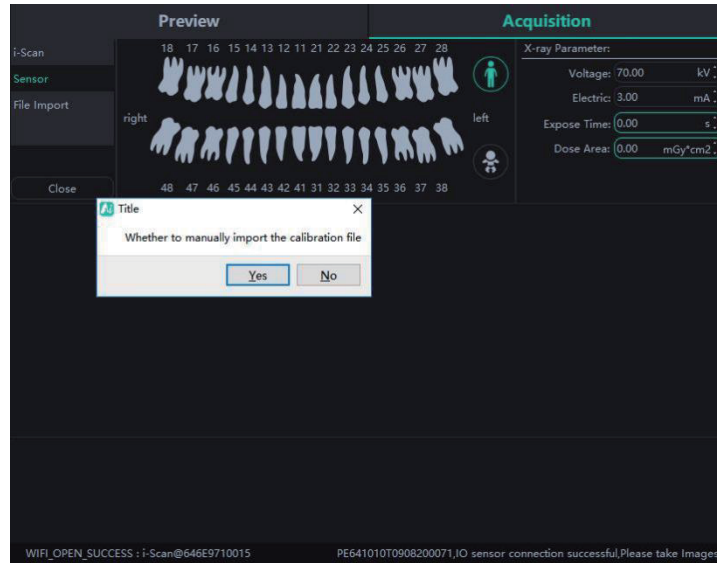 Preview Acquisition
i-Scan
Sensor
File Import
Close
18 17 16 15 14 13 12 11 21 22 23 24 25 26 27 28
right left
48 47 46 45 44 43 42 41 31 32 33 34 35 36 37 38
X-ray Parameter:
Voltage: 70.00 kV
Electric: 3.00 mA
Expose Time: 0.00 s
Dose Area: 0.00 mGy*cm2
Title
Whether to manually import the calibration file
Yes No
WIFI_OPEN_SUCCESS : i-Scan@646E9710015 PE641010T0908200071,IO sensor connection successful,Please take Images